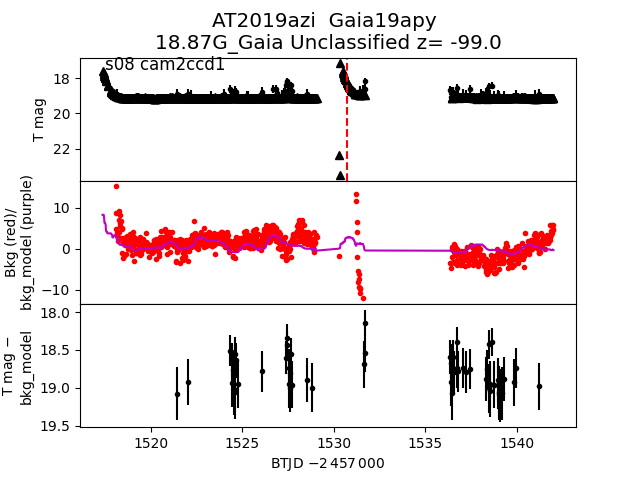 AT2019azi  Gaia19apy
18.87G_Gaia Unclassified z= -99.0
s08 cam2ccd1
18
20
22
T mag
10
0
−10
Bkg (red)/
bkg_model (purple)
18.0
18.5
19.0
19.5
T mag −
bkg_model
1520
1525
1530
1535
1540
BTJD −2 457 000